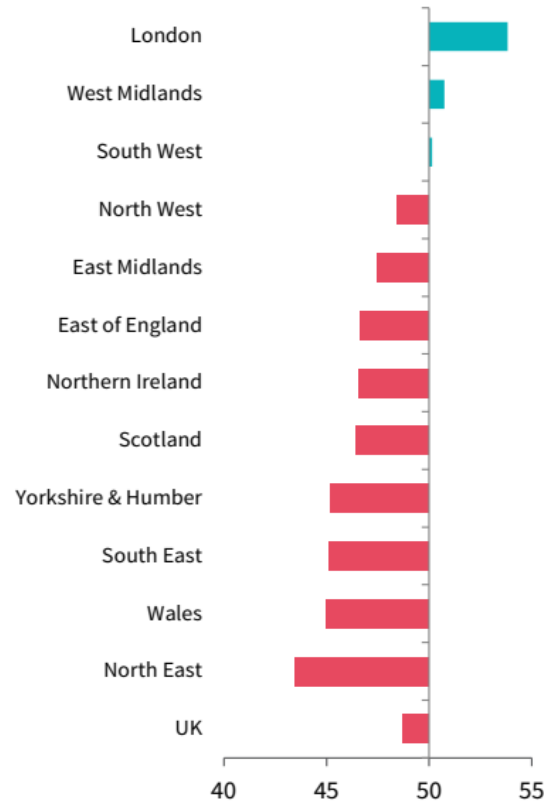 London
West Midlands
South West
North West
East Midlands
East of England
Northern Ireland
Scotland
Yorkshire & Humber
South East
Wales
North East
UK
40 45 50 55